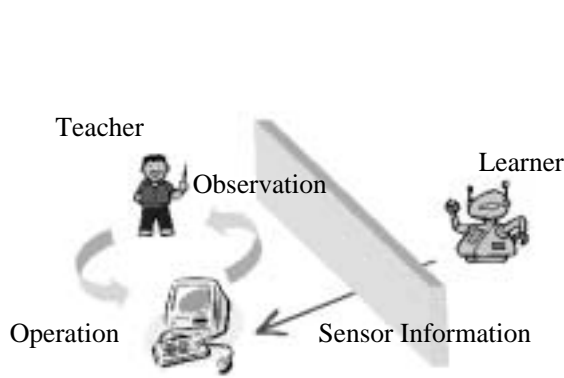 Teacher
Learner
Observation
Operation
Sensor Information